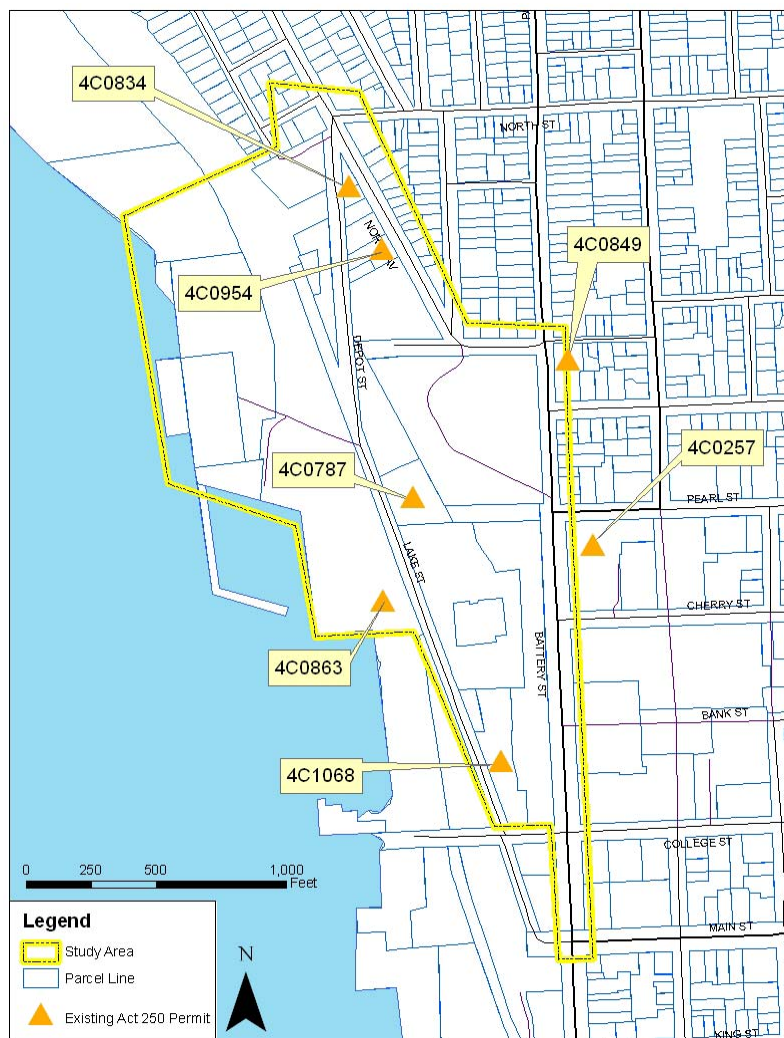 P
4C0834
NORTH ST
4C0849
NOR AV
4C0954
DEPOT ST
4C0257
4C0787
PEARL ST
LAKE ST
CHERRY ST
4C0863
BATTERY ST
BANK ST
4C1068
COLLEGE ST
0 250 500 1,000
Feet
MAIN ST
Legend
Study Area
Parcel Line
Existing Act 250 Permit
N
KING ST